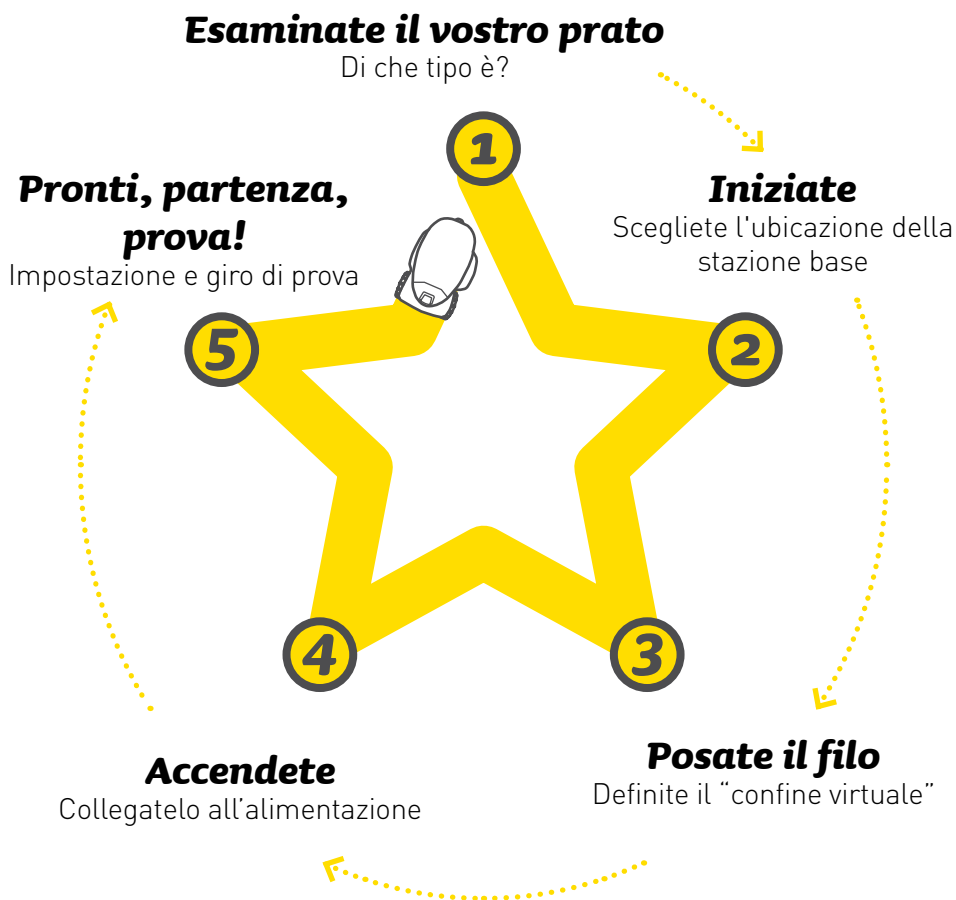 Esaminate il vostro prato
Di che tipo è?
1
Iniziate
Scegliete l'ubicazione della
stazione base
2
Posate il filo
Definite il “confine virtuale”
3
Accendete
Collegatelo all’alimentazione
4
Pronti, partenza,
prova!
Impostazione e giro di prova
5